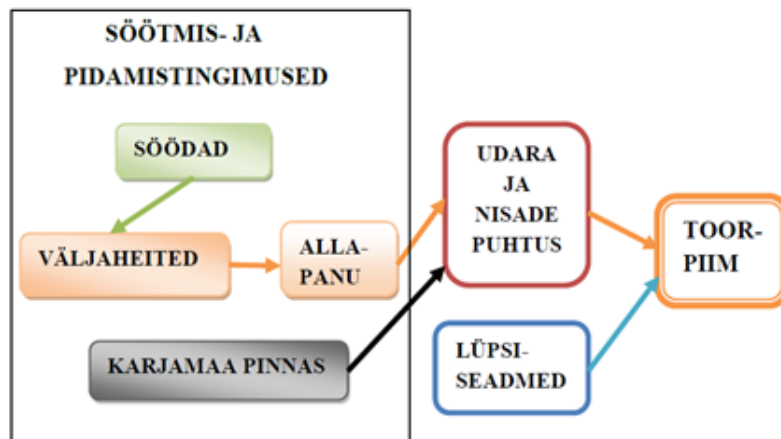 SÖÖTMIS- JA
PIDAMISTINGIMUSED
SÖÖDAD
VÄLJAHEITED
ALLA-
PANU
KARJAMAA PINNAS
UDARA
JA
NISADE
PUHTUS
LÜPSI-
SEADMED
TOOR-
PIIM